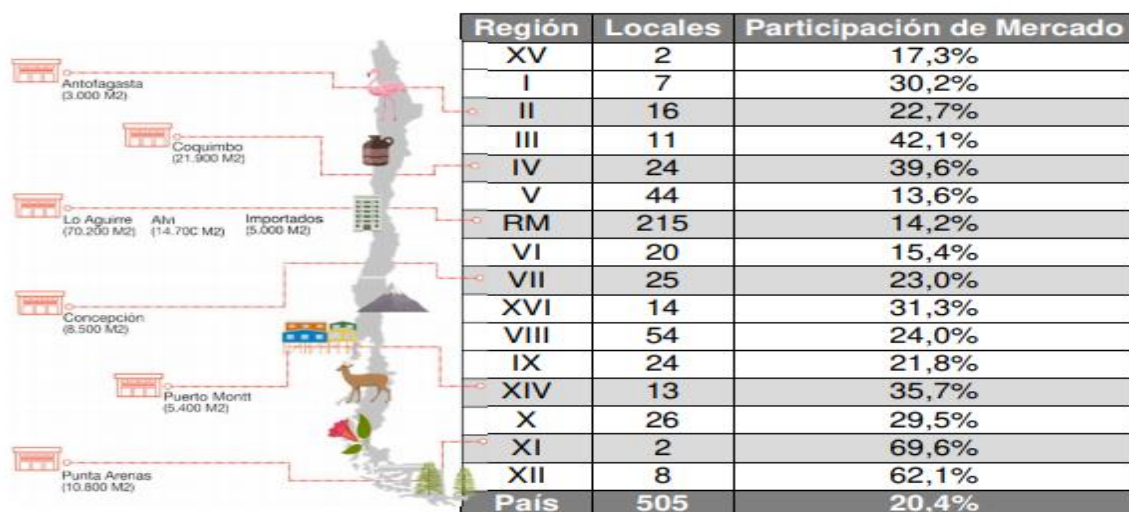 Región Locales Participación de Mercado
XV 2 17,3%
I 7 30,2%
II 16 22,7%
III 11 42,1%
IV 24 39,6%
V 44 13,6%
RM 215 14,2%
VI 20 15,4%
VII 25 23,0%
XVI 14 31,3%
VIII 54 24,0%
IX 24 21,8%
XIV 13 35,7%
X 26 29,5%
XI 2 69,6%
XII 8 62,1%
País 505 20,4%
Antofagasta
(3.000 M2)
Coquimbo
(21.900 M2)
Lo Aguirre Alvi Importados
(70.200 M2) (14.700 M2) (5.000 M2)
Concepción
(8.500 M2)
Puerto Montt
(5.400 M2)
Punta Arenas
(10.800 M2)